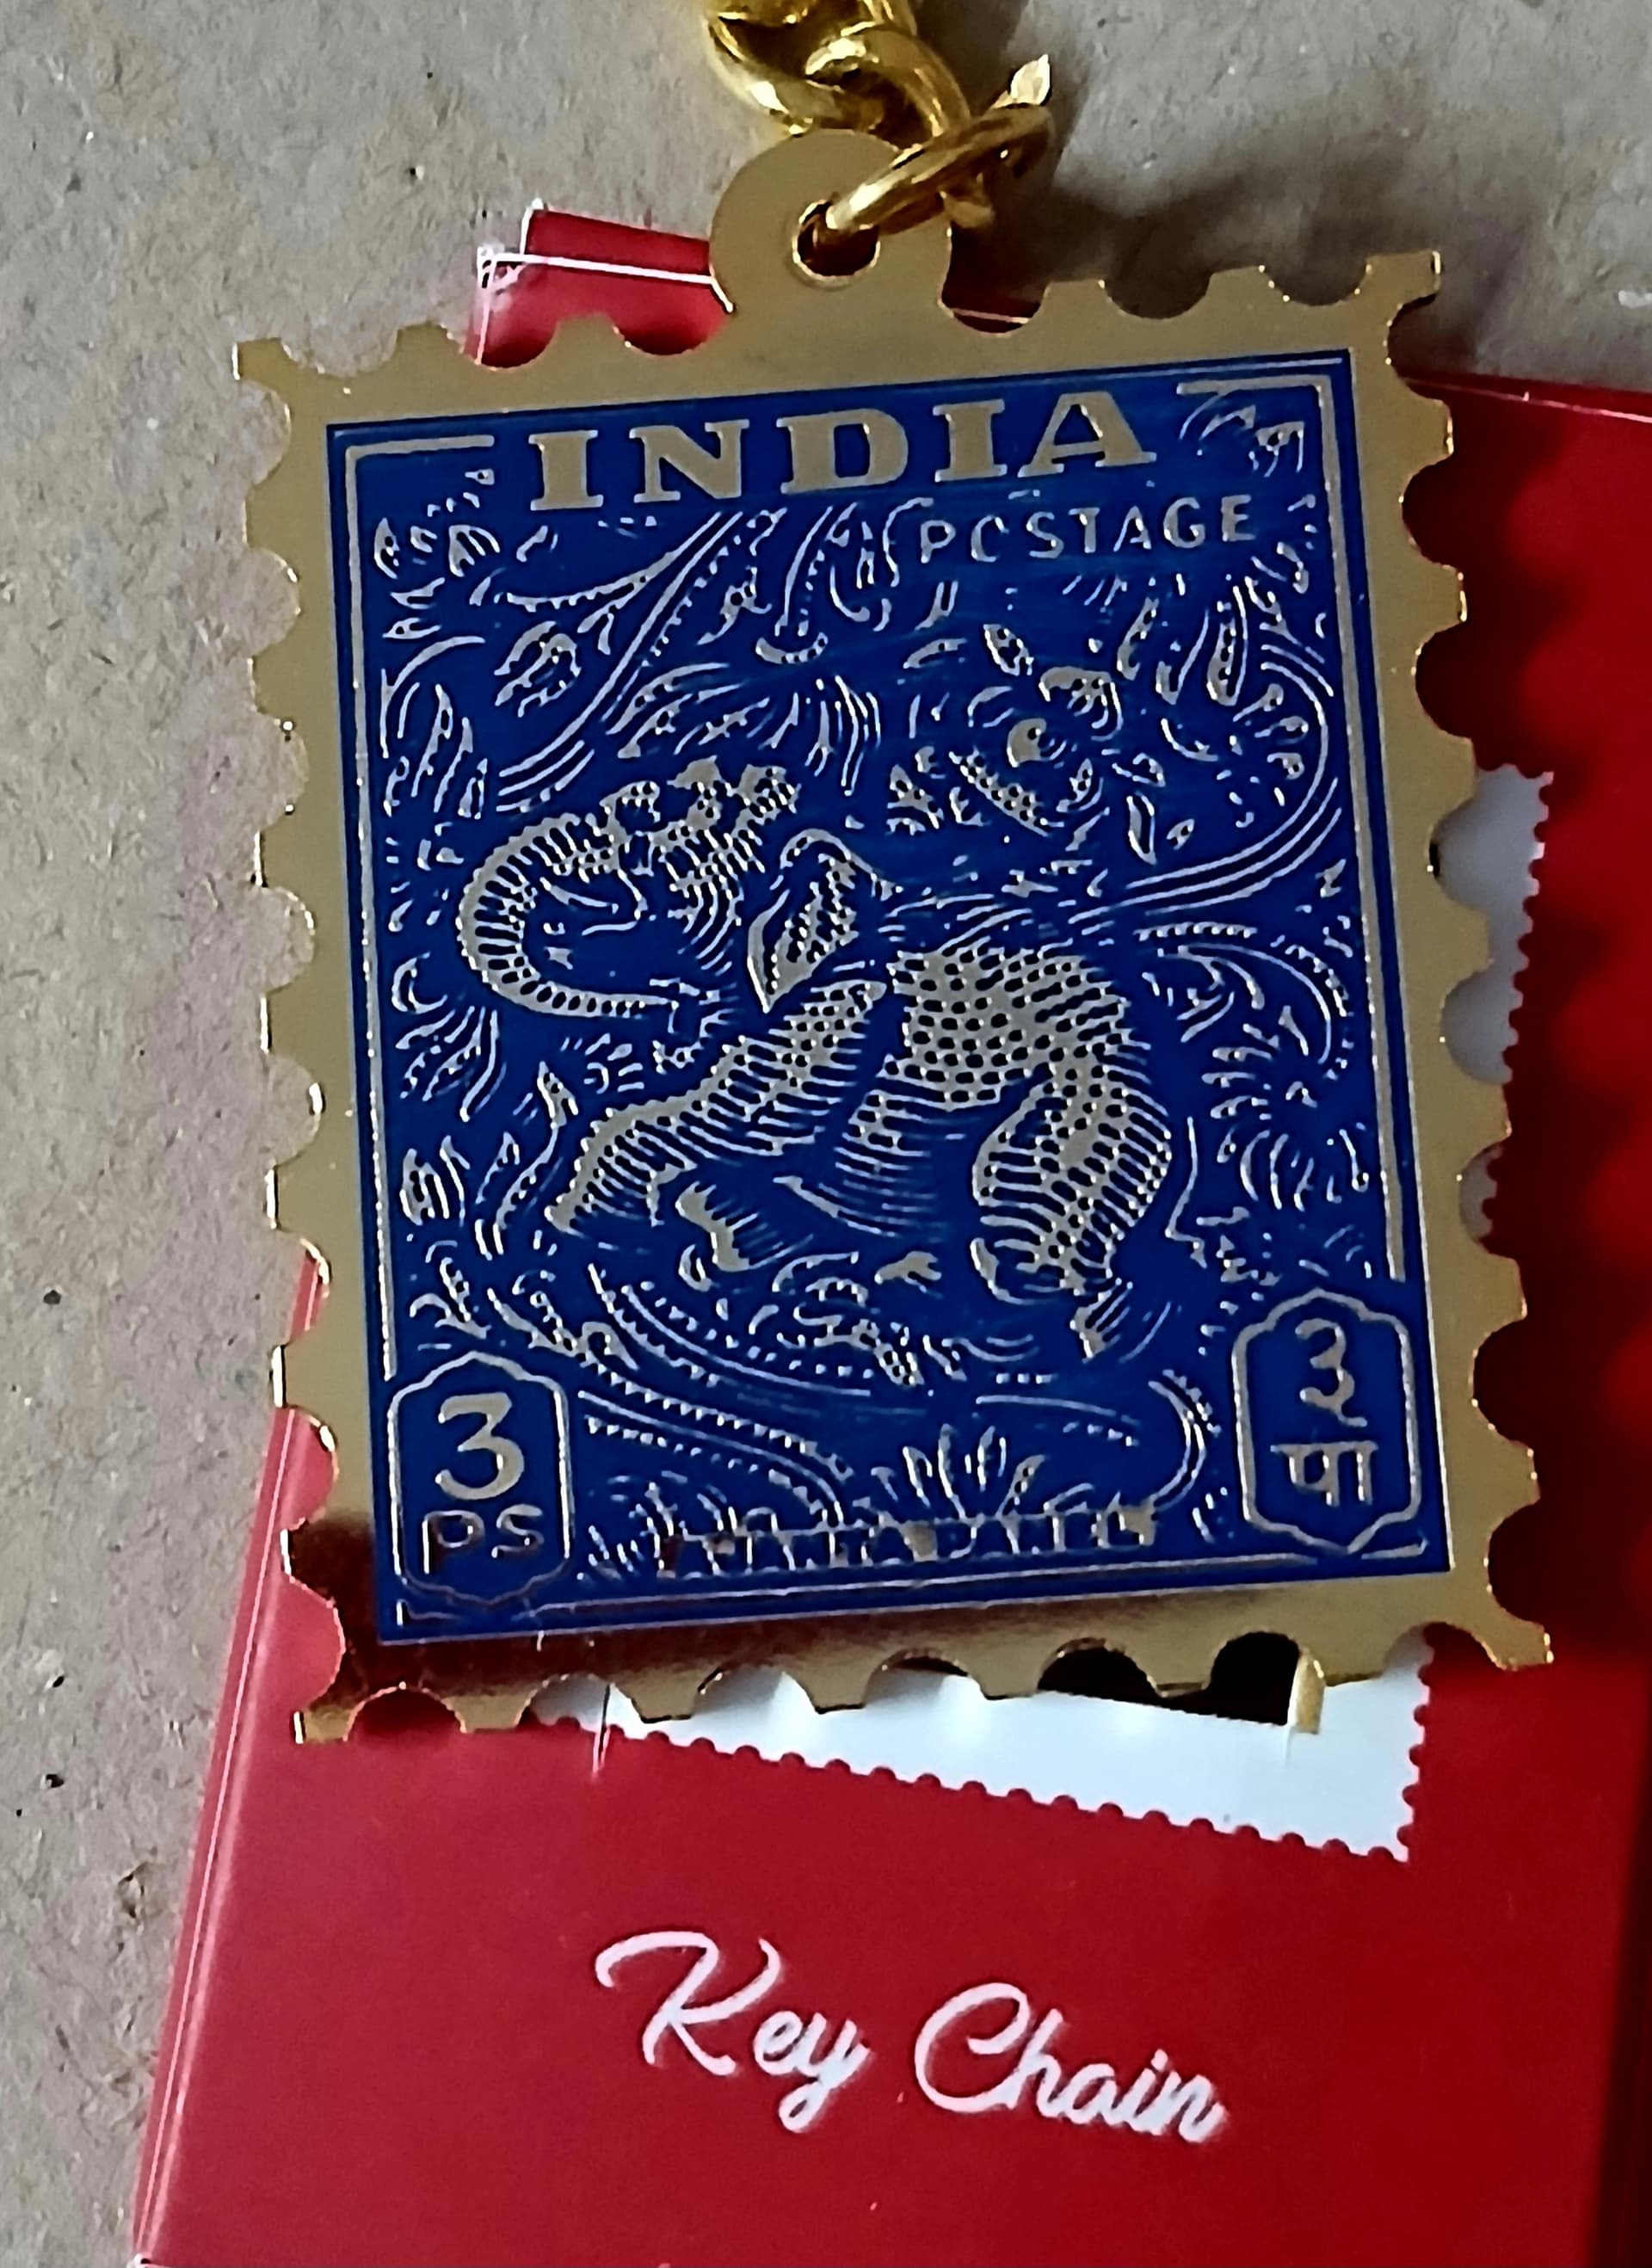 INDIA
POSTAGE
3
PS
३
पा
Key Chain